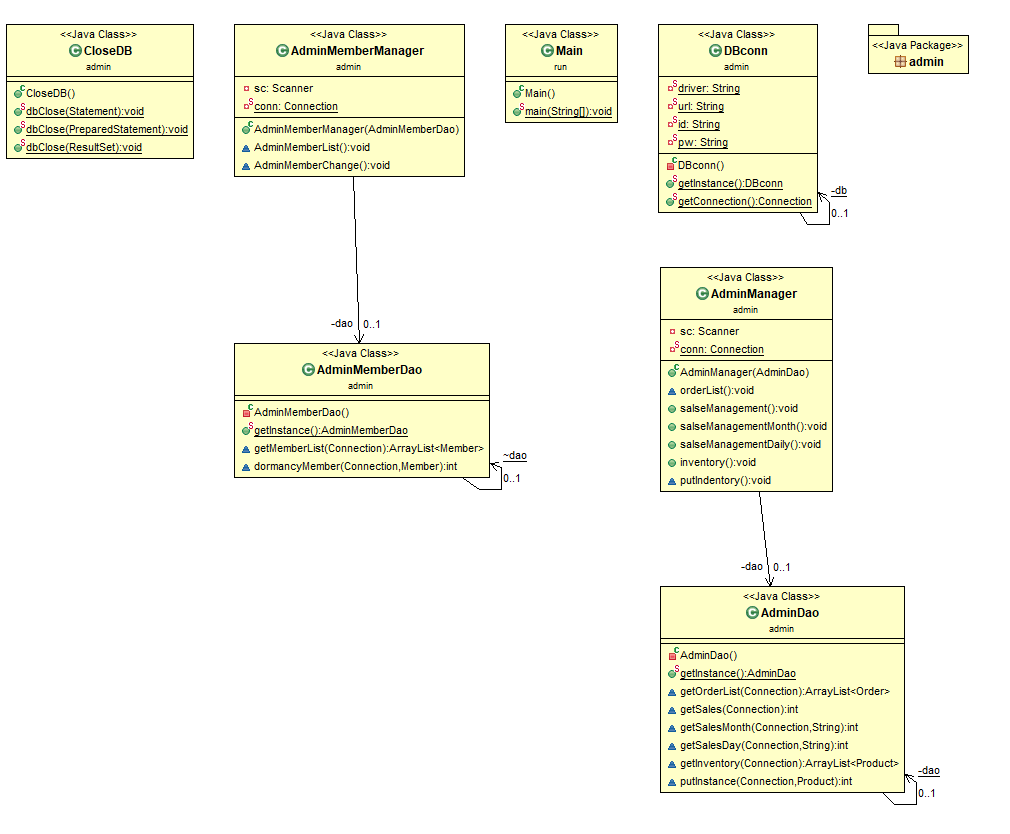 <<Java Class>>
CloseDB
admin
CloseDB()
dbClose(Statement):void
dbClose(PreparedStatement):void
dbClose(ResultSet):void
<<Java Class>>
AdminMemberManager
admin
sc: Scanner
conn: Connection
AdminMemberManager(AdminMemberDao)
AdminMemberList():void
AdminMemberChange():void
<<Java Class>>
Main
run
Main()
main(String[]):void
<<Java Class>>
DBconn
admin
driver: String
url: String
id: String
pw: String
DBconn()
getInstance():DBconn
getConnection():Connection
-db
0..1
<<Java Package>>
admin
-dao
0..1
<<Java Class>>
AdminMemberDao
admin
AdminMemberDao()
getInstance():AdminMemberDao
getMemberList(Connection):ArrayList<Member>
dormancyMember(Connection,Member):int
~dao
0..1
<<Java Class>>
AdminManager
admin
sc: Scanner
conn: Connection
AdminManager(AdminDao)
orderList():void
salseManagement():void
salseManagementMonth():void
salseManagementDaily():void
inventory():void
putIndentory():void
-dao
0..1
<<Java Class>>
AdminDao
admin
AdminDao()
getInstance():AdminDao
getOrderList(Connection):ArrayList<Order>
getSales(Connection):int
getSalesMonth(Connection,String):int
getSalesDay(Connection,String):int
getInventory(Connection):ArrayList<Product>
putInstance(Connection,Product):int
-dao
0..1